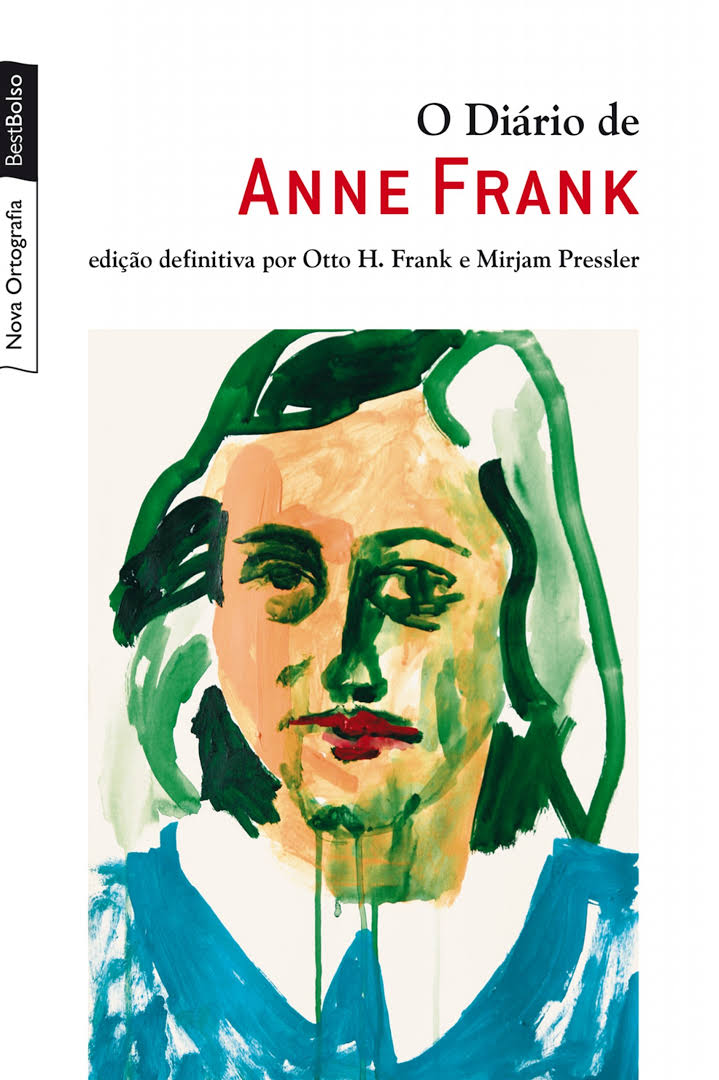 O Diário de
ANNE FRANK
edição definitiva por Otto H. Frank e Mirjam Pressler
BestBolso
Nova Ortografia